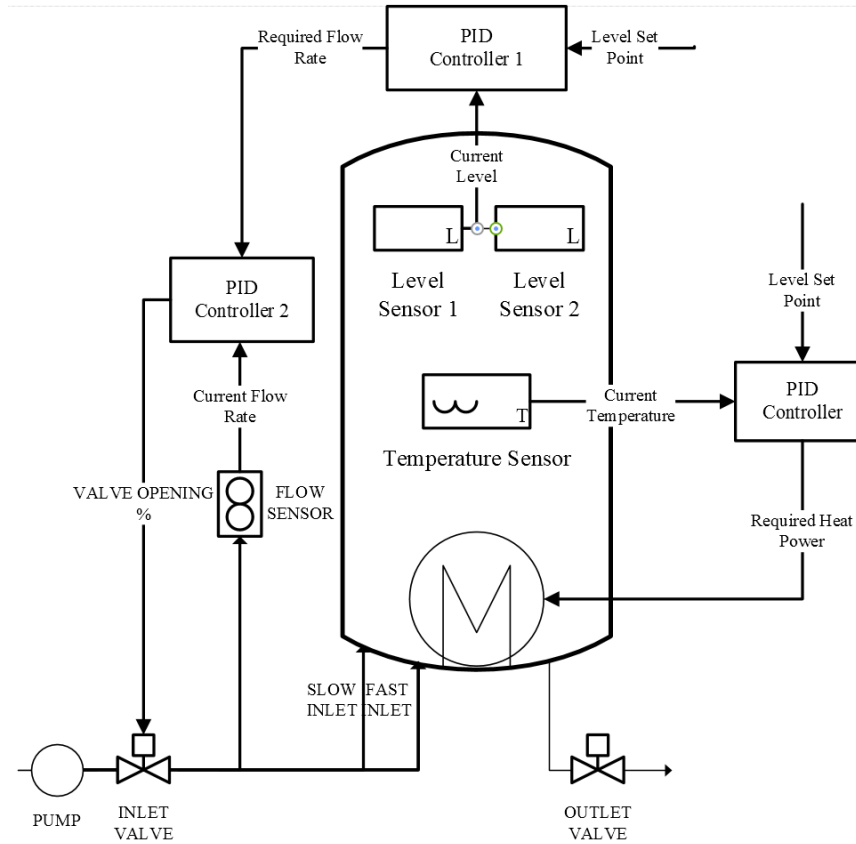 PID
Controller 1
Required Flow
Rate
Level Set
Point
Current
Level
L
L
Level
Sensor 1
Level
Sensor 2
PID
Controller 2
Level Set
Point
Current Flow
Rate
T
Temperature Sensor
Current
Temperature
PID
Controller
VALVE OPENING
%
FLOW
SENSOR
Required Heat
Power
SLOW
INLET
FAST
INLET
PUMP
INLET
VALVE
OUTLET
VALVE